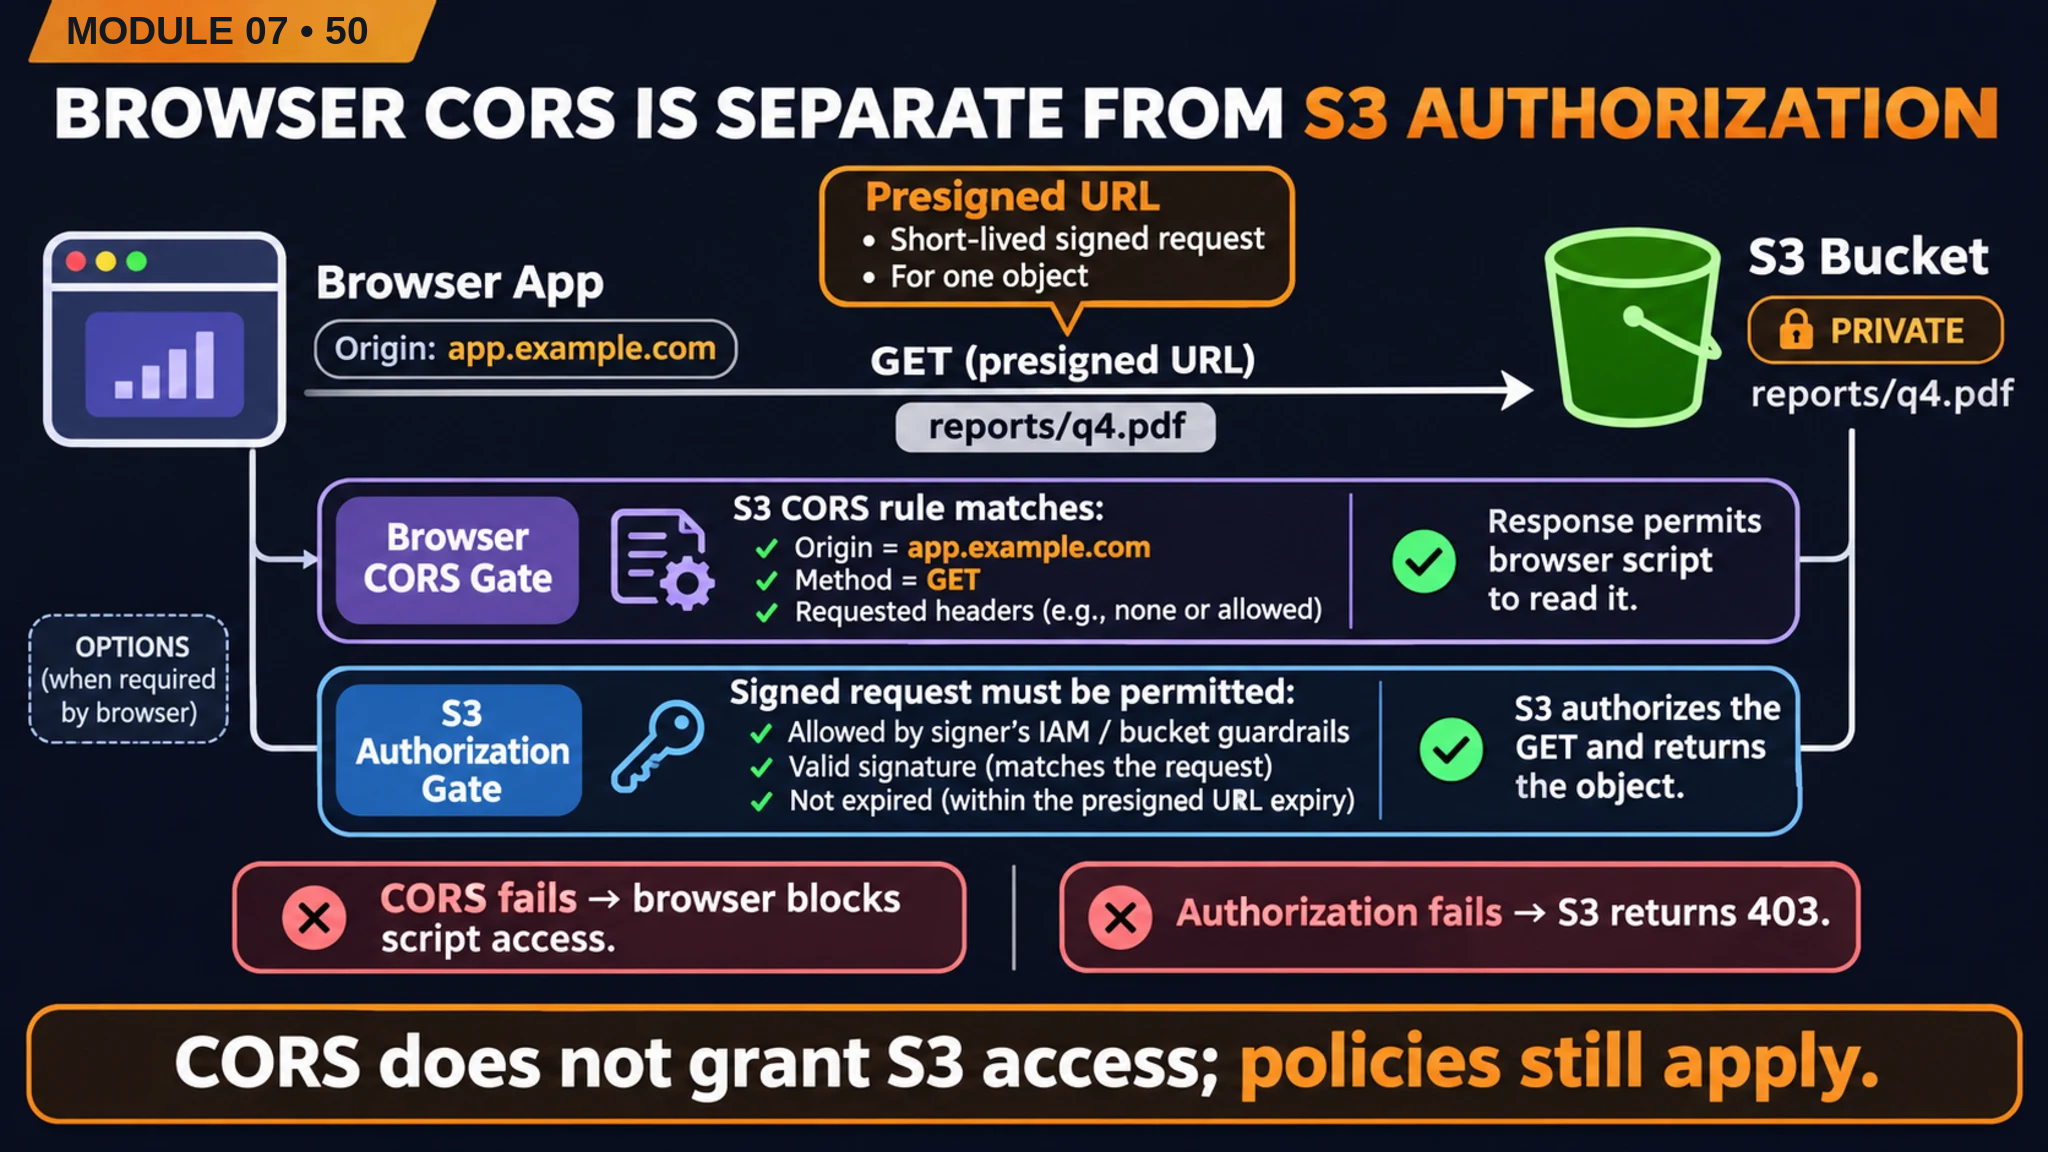 MODULE 07 • 50
BROWSER CORS IS SEPARATE FROM S3 AUTHORIZATION
Presigned URL
• Short-lived signed request
• For one object
Browser App
Origin: app.example.com
GET (presigned URL)
reports/q4.pdf
S3 Bucket
PRIVATE
reports/q4.pdf
Browser
CORS Gate
S3 CORS rule matches:
Origin = app.example.com
Method = GET
Requested headers (e.g., none or allowed)
Response permits
browser script
to read it.
OPTIONS
(when required
by browser)
S3
Authorization
Gate
Signed request must be permitted:
Allowed by signer’s IAM / bucket guardrails
Valid signature (matches the request)
Not expired (within the presigned URL expiry)
S3 authorizes the
GET and returns
the object.
CORS fails → browser blocks
script access.
Authorization fails → S3 returns 403.
CORS does not grant S3 access; policies still apply.